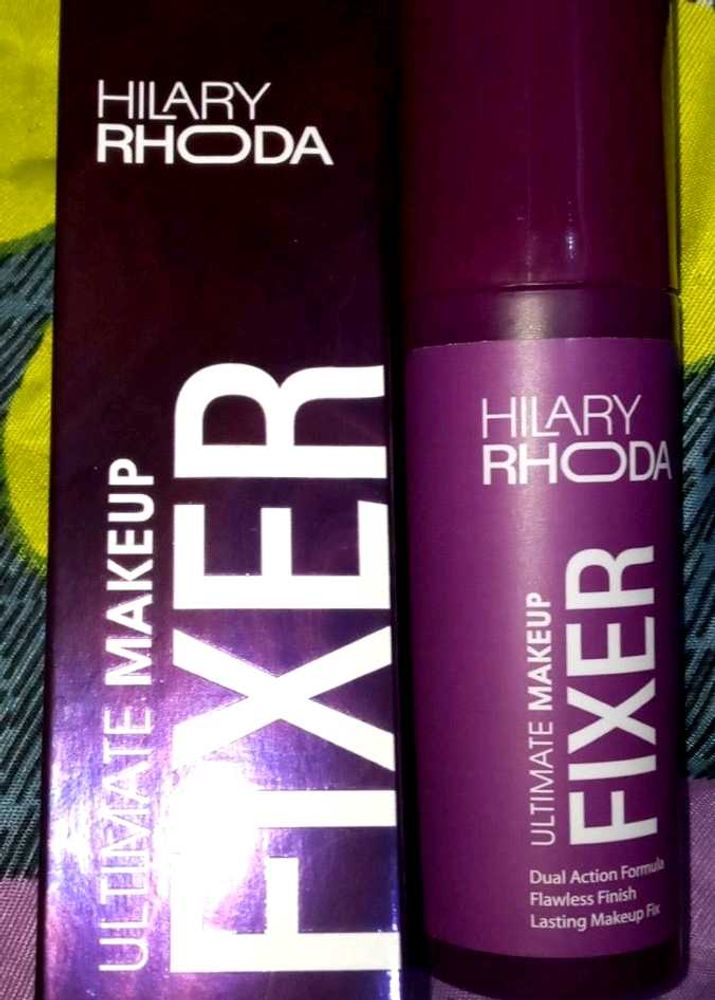 HILARY
RHODA
ULTIMATE MAKEUP
FIXER
HILARY
RHODA
ULTIMATE MAKEUP
FIXER
Dual Action Formula
Flawless Finish
Lasting Makeup Fix